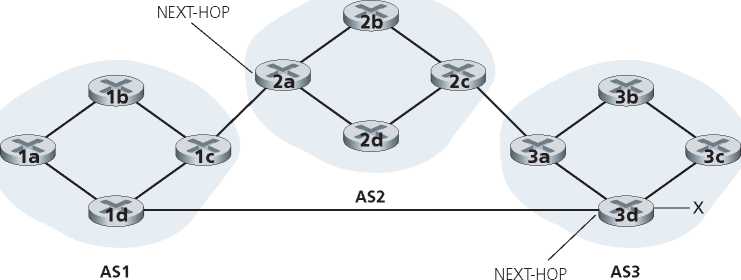 NEXT-HOP
2b
2a
2c
2d
1b
1a
1c
1d
3b
3a
3c
3d
X
AS2
AS1
NEXT-HOP
AS3